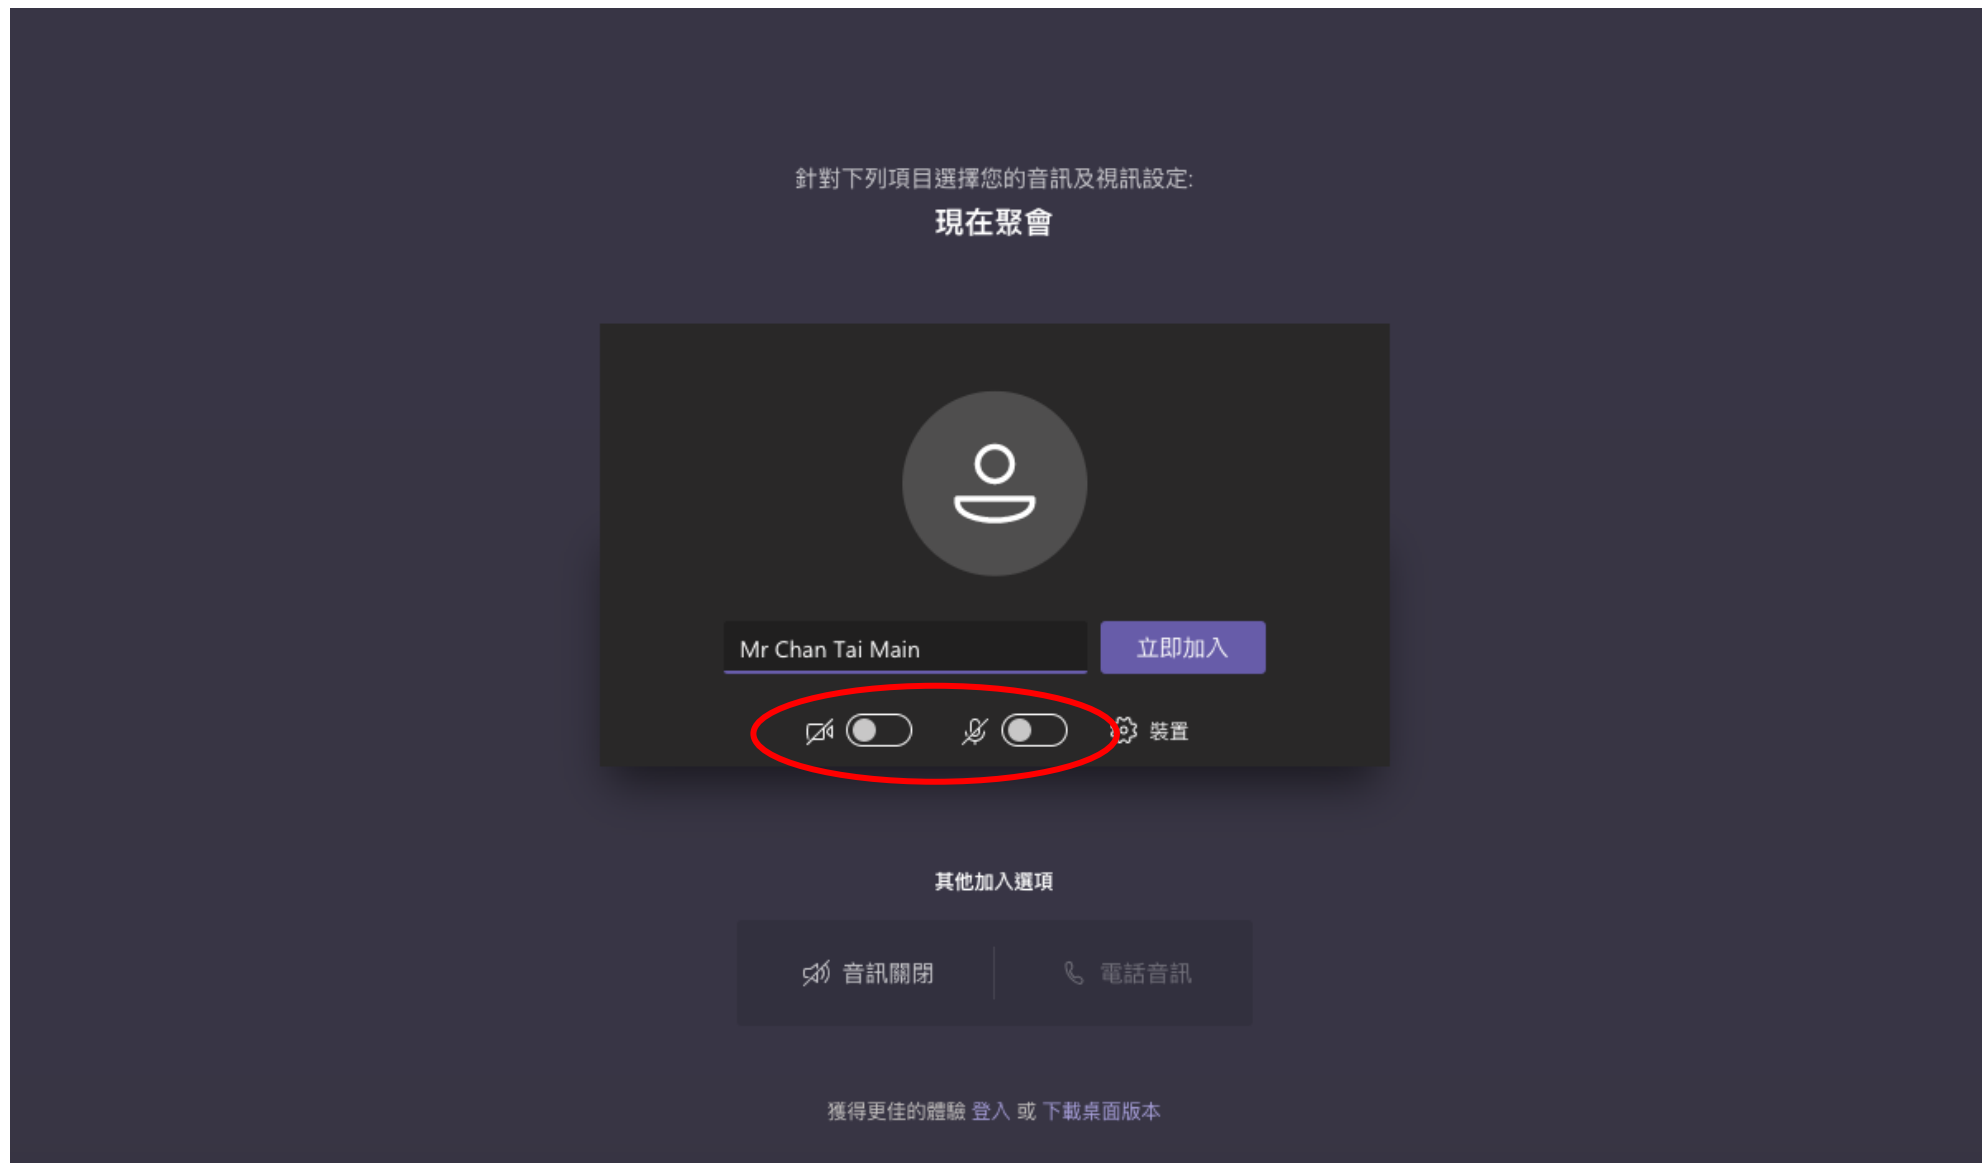 針對下列項目選擇您的音訊及視訊設定:
現在聚會
Mr Chan Tai Main
立即加入
裝置
其他加入選項
音訊關閉
電話音訊
獲得更佳的體驗 登入 或 下載桌面版本